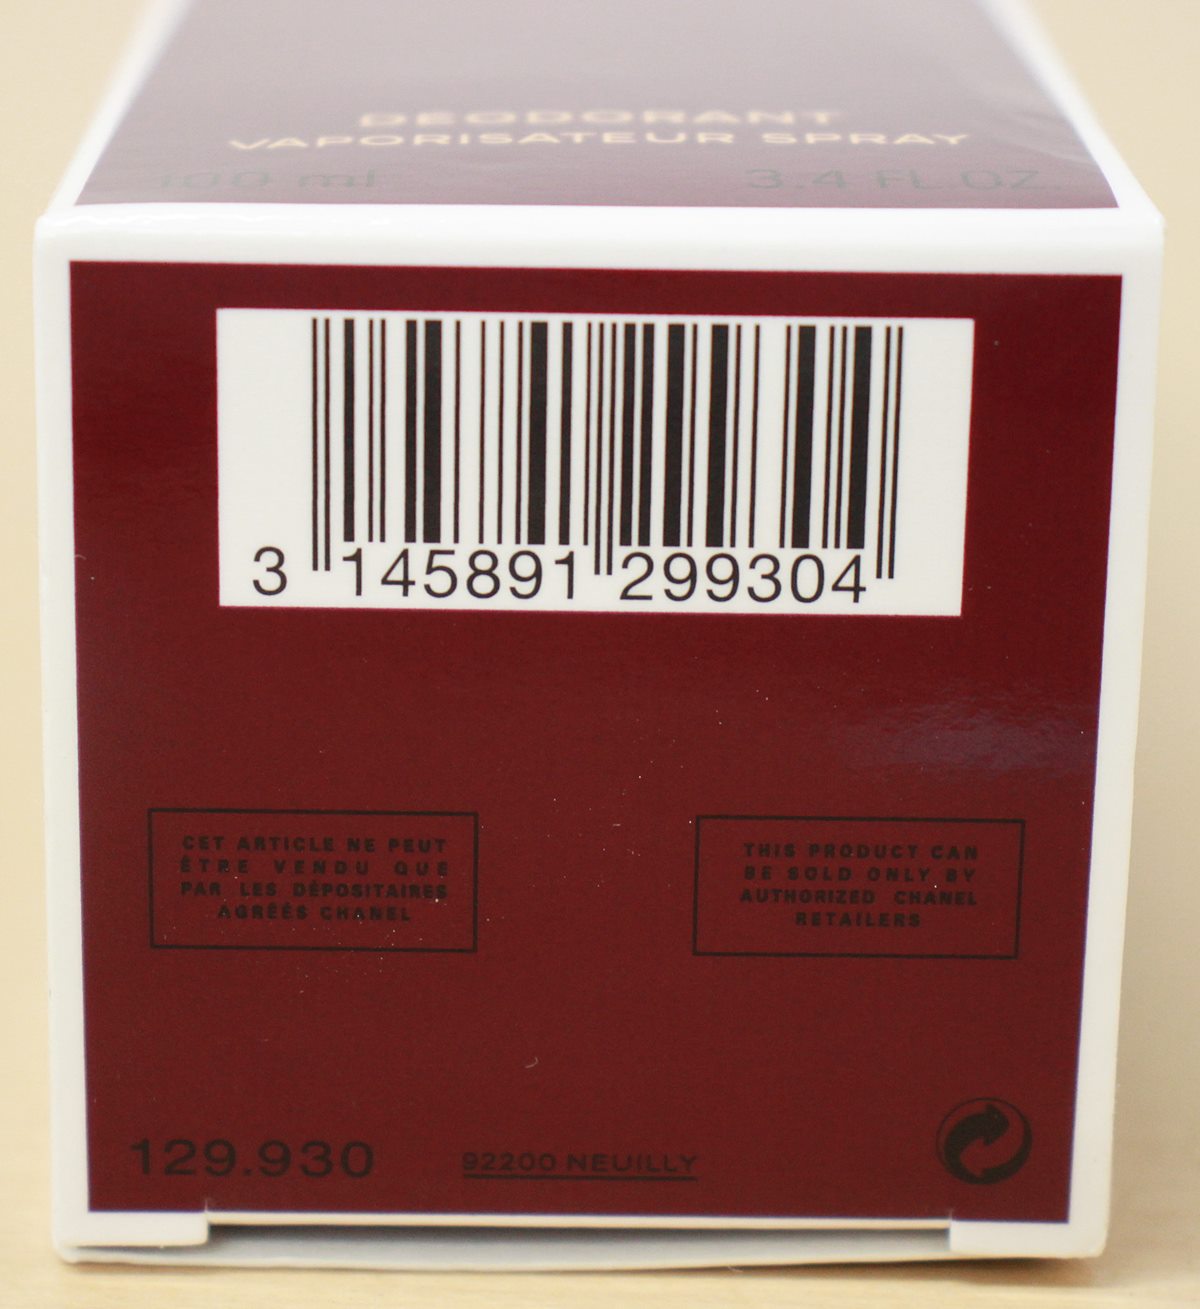 DEODORANT
VAPORISATEUR SPRAY
100 ml 3.4 FL OZ.
3 145891 299304
CET ARTICLE NE PEUT
ÊTRE VENDU QUE
PAR LES DÉPOSITAIRES
AGRÉÉS CHANEL
THIS PRODUCT CAN
BE SOLD ONLY BY
AUTHORIZED CHANEL
RETAILERS
129.930
92200 NEUILLY